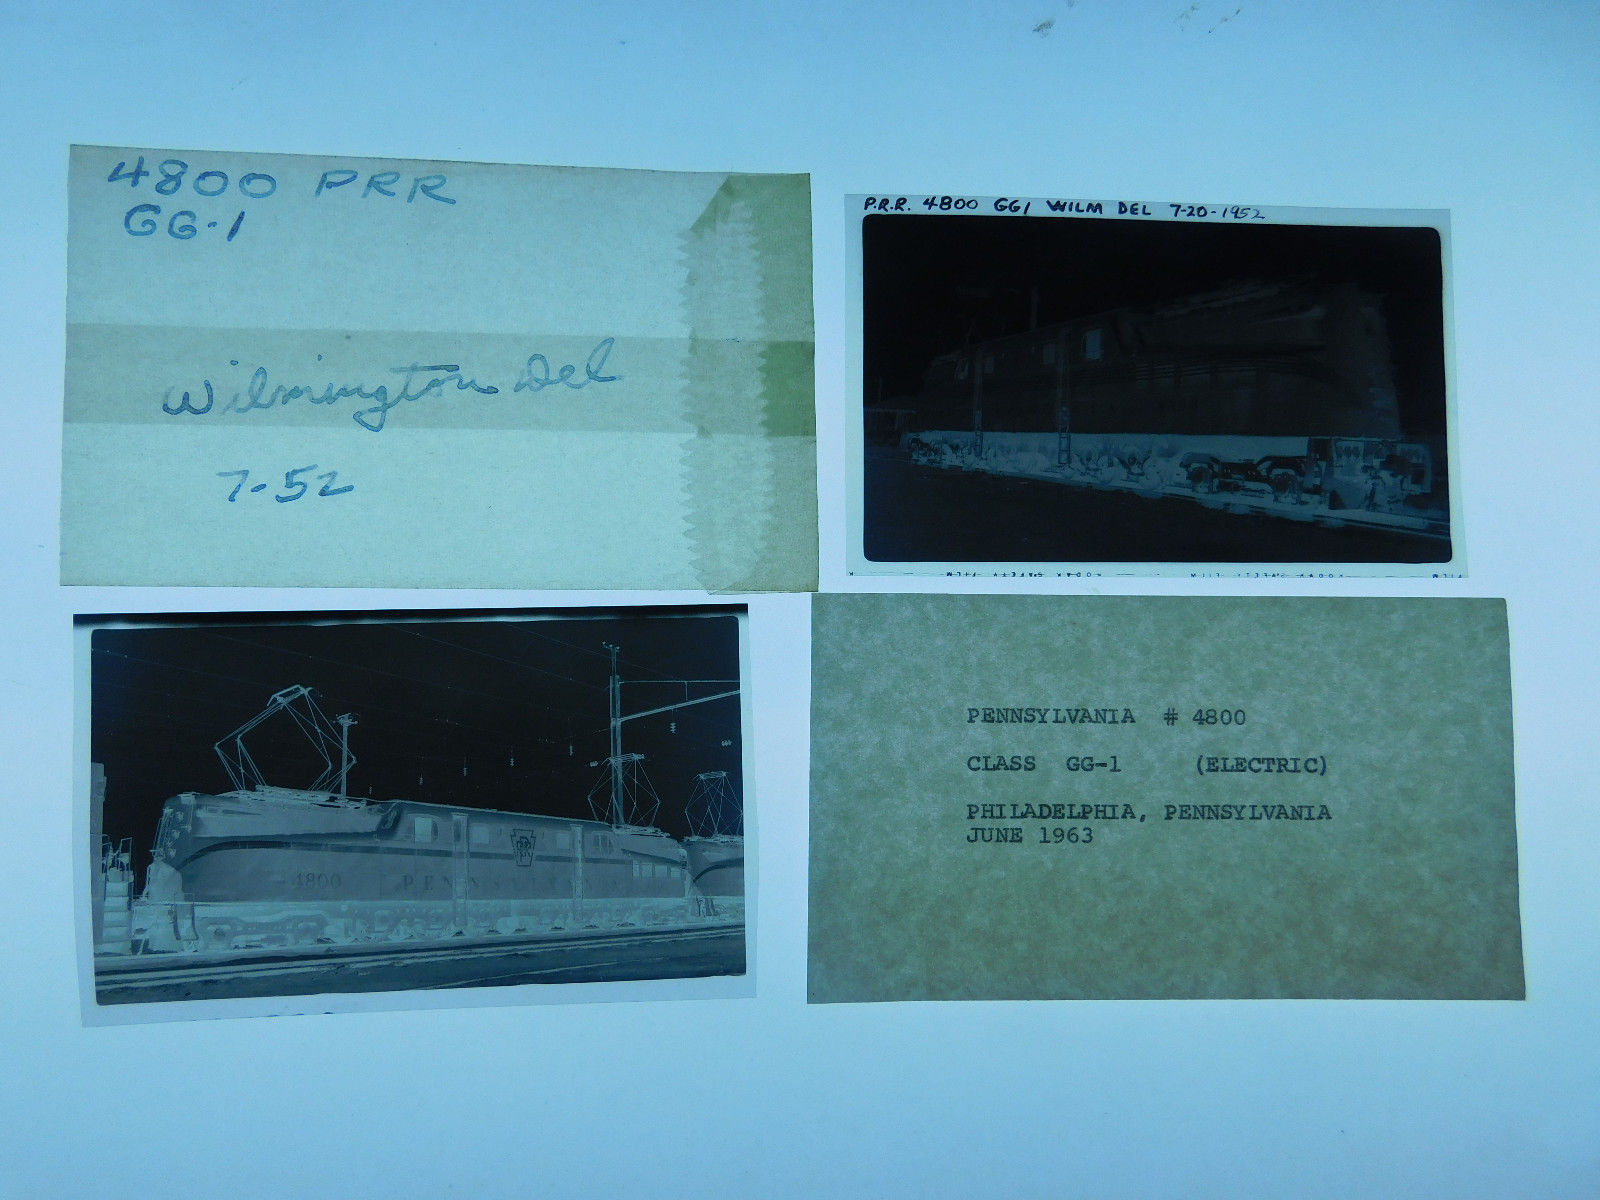 4800 PRR
GG-1
Wilmington Del
7-52
P.R.R. 4800 GG1 WILM DEL 7-20-1952
4800 PENNSYLVANIA
PENNSYLVANIA # 4800
CLASS GG-1 (ELECTRIC)
PHILADELPHIA, PENNSYLVANIA
JUNE 1963